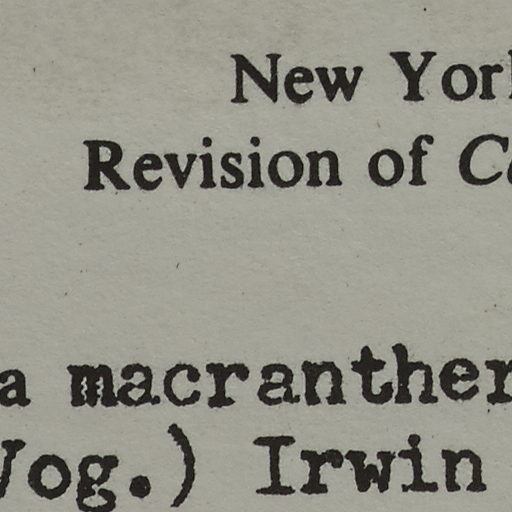 New Yor
Revision of C
a macranther
Vog.) Irwin